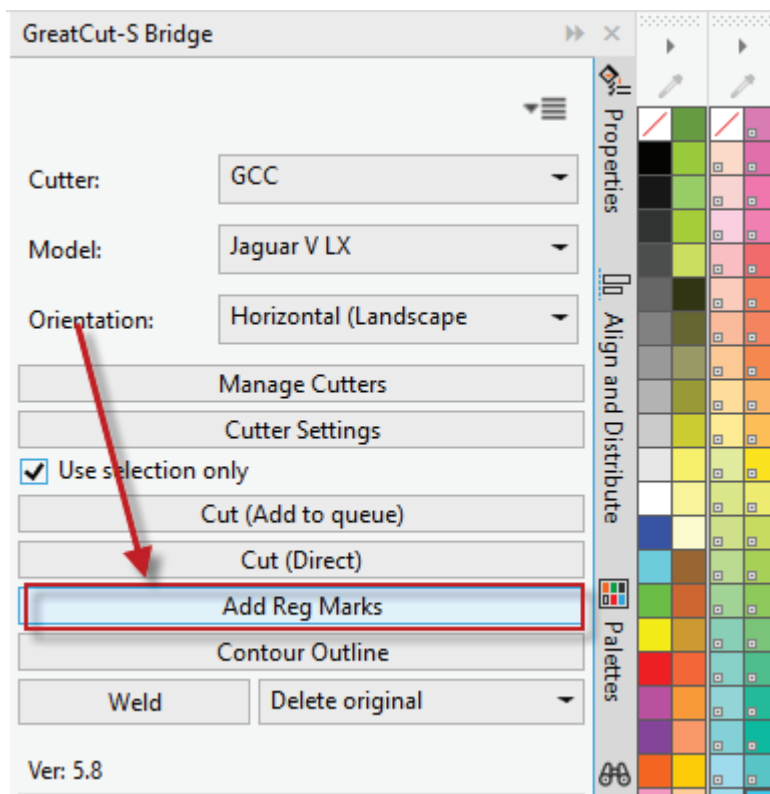 GreatCut-S Bridge
Cutter: GCC
Model: Jaguar V LX
Orientation: Horizontal (Landscape
Manage Cutters
Cutter Settings
Use selection only
Cut (Add to queue)
Cut (Direct)
Add Reg Marks
Contour Outline
Weld Delete original
Ver: 5.8
Properties
Align and Distribute
Palettes